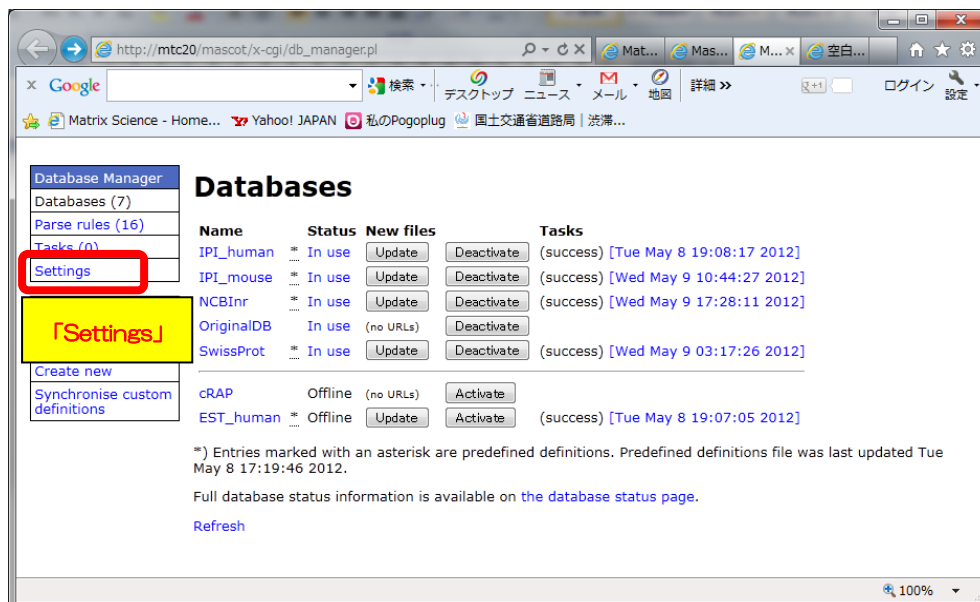 http://mtc20/mascot/x-cgi/db_manager.pl
Mat...
Mas...
M...
空白...
Google
検索
デスクトップ
ニュース
メール
地図
詳細 »
+1
ログイン
設定
Matrix Science - Home...
Yahoo! JAPAN
私のPogoplug
国土交通省道路局 | 渋滞...
Database Manager
Databases (7)
Parse rules (16)
Tasks (0)
Settings
「Settings」
Create new
Synchronise custom
definitions
Databases
Name Status New files Tasks
IPI_human * In use Update Deactivate (success) [Tue May 8 19:08:17 2012]
IPI_mouse * In use Update Deactivate (success) [Wed May 9 10:44:27 2012]
NCBInr * In use Update Deactivate (success) [Wed May 9 17:28:11 2012]
OriginalDB In use (no URLs) Deactivate
SwissProt * In use Update Deactivate (success) [Wed May 9 03:17:26 2012]
cRAP Offline (no URLs) Activate
EST_human * Offline Update Activate (success) [Tue May 8 19:07:05 2012]
*) Entries marked with an asterisk are predefined definitions. Predefined definitions file was last updated Tue
May 8 17:19:46 2012.
Full database status information is available on the database status page.
Refresh
100%